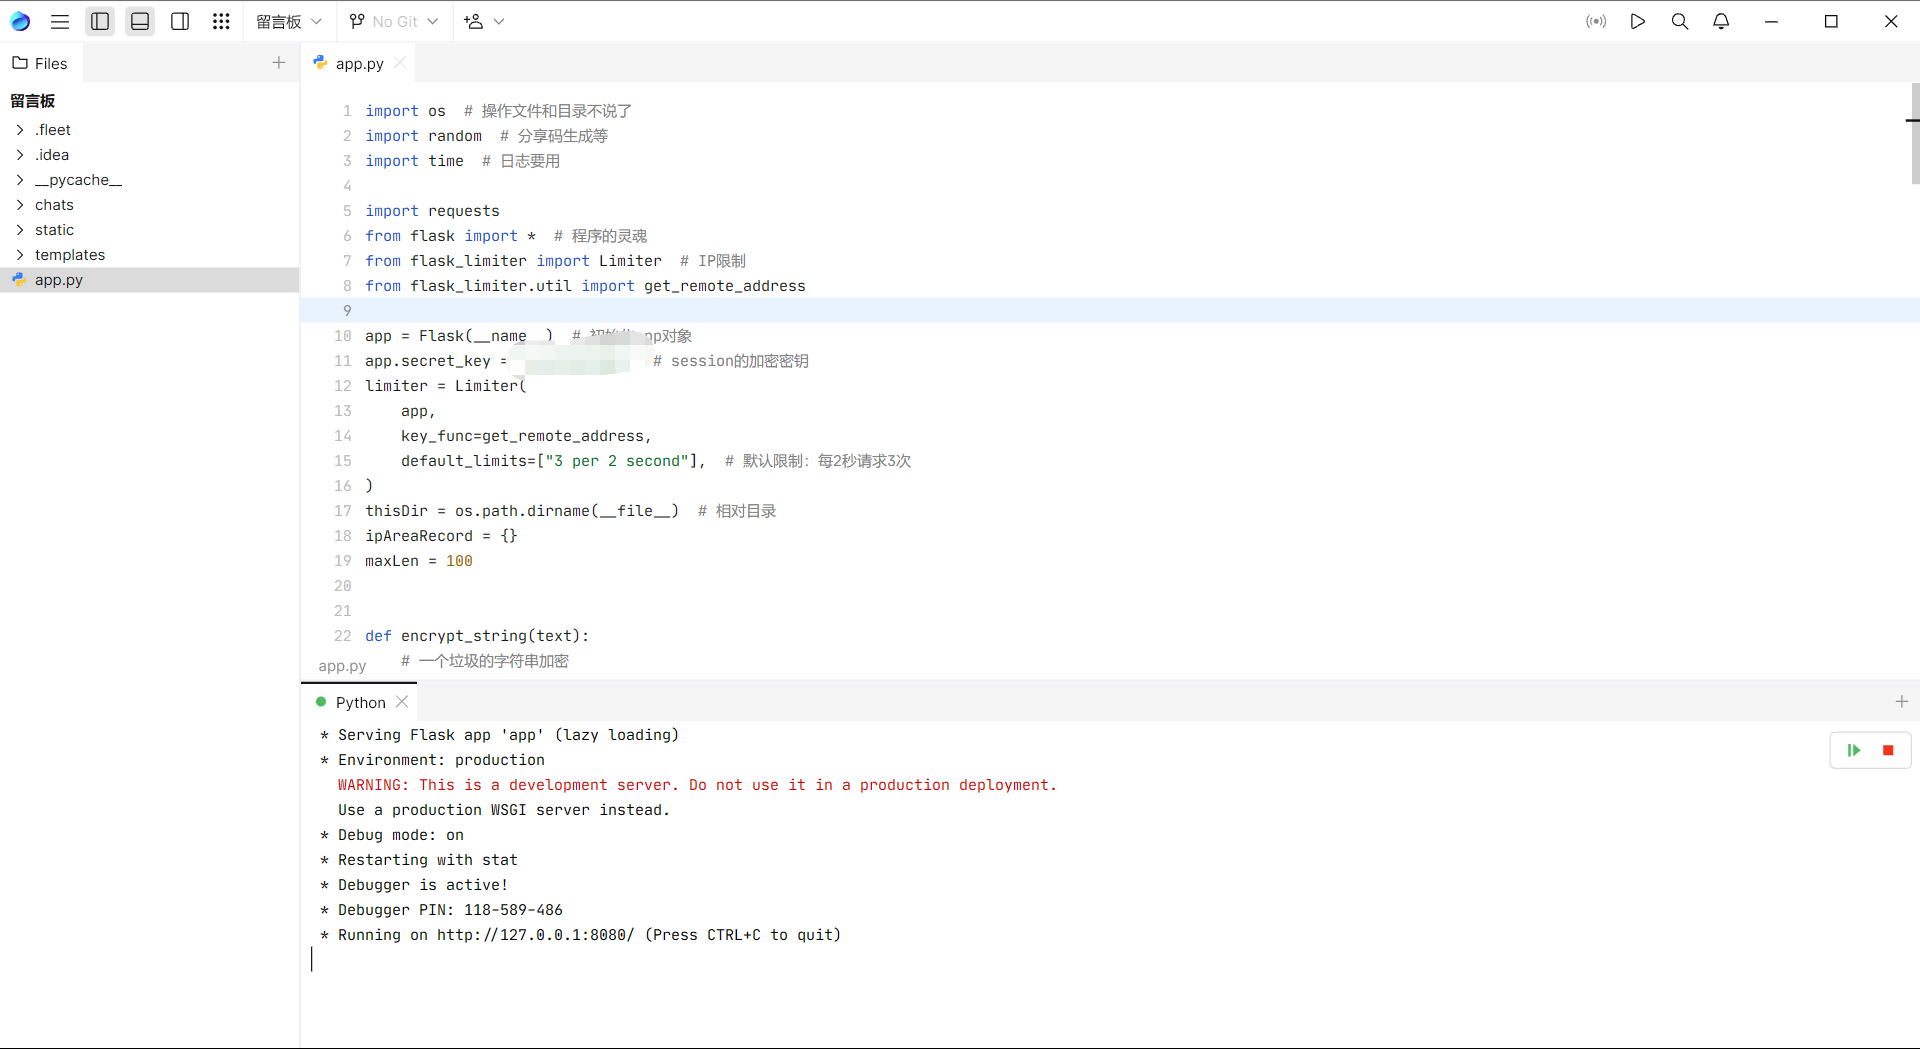 留言板
No Git
Files
app.py
留言板
.fleet
.idea
__pycache__
chats
static
templates
app.py
1 import os  # 操作文件和目录不说了
2 import random  # 分享码生成等
3 import time  # 日志要用
4
5 import requests
6 from flask import *  # 程序的灵魂
7 from flask_limiter import Limiter  # IP限制
8 from flask_limiter.util import get_remote_address
9
10 app = Flask(__name__)  # 对象
11 app.secret_key =  # session的加密密钥
12 limiter = Limiter(
13     app,
14     key_func=get_remote_address,
15     default_limits=["3 per 2 second"],  # 默认限制：每2秒请求3次
16 )
17 thisDir = os.path.dirname(__file__)  # 相对目录
18 ipAreaRecord = {}
19 maxLen = 100
20
21
22 def encrypt_string(text):
    # 一个垃圾的字符串加密
app.py
Python
* Serving Flask app 'app' (lazy loading)
* Environment: production
  WARNING: This is a development server. Do not use it in a production deployment.
  Use a production WSGI server instead.
* Debug mode: on
* Restarting with stat
* Debugger is active!
* Debugger PIN: 118-589-486
* Running on http://127.0.0.1:8080/ (Press CTRL+C to quit)